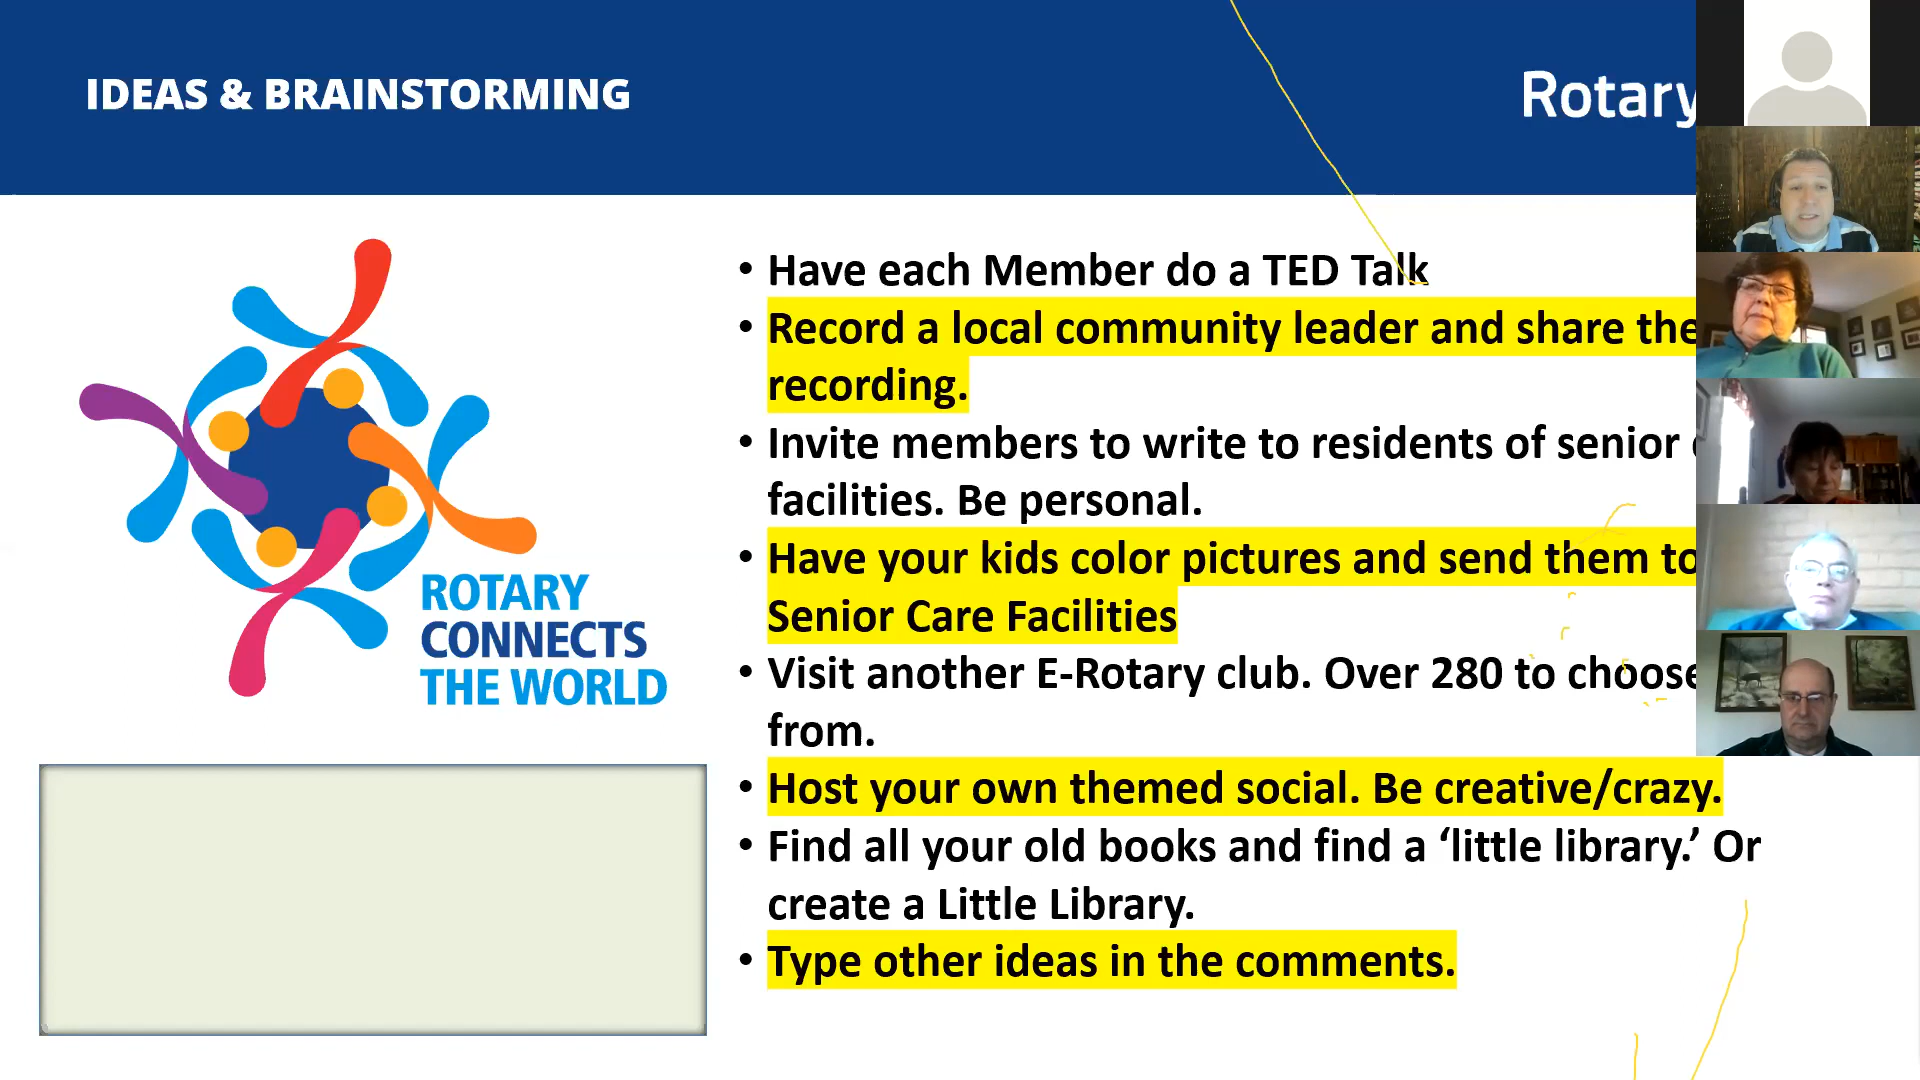 IDEAS & BRAINSTORMING
Rotary
• Have each Member do a TED Talk
• Record a local community leader and share the
recording.
• Invite members to write to residents of senior
facilities. Be personal.
• Have your kids color pictures and send them to
Senior Care Facilities
• Visit another E-Rotary club. Over 280 to choose
from.
• Host your own themed social. Be creative/crazy.
• Find all your old books and find a ‘little library.’ Or
create a Little Library.
• Type other ideas in the comments.
ROTARY
CONNECTS
THE WORLD